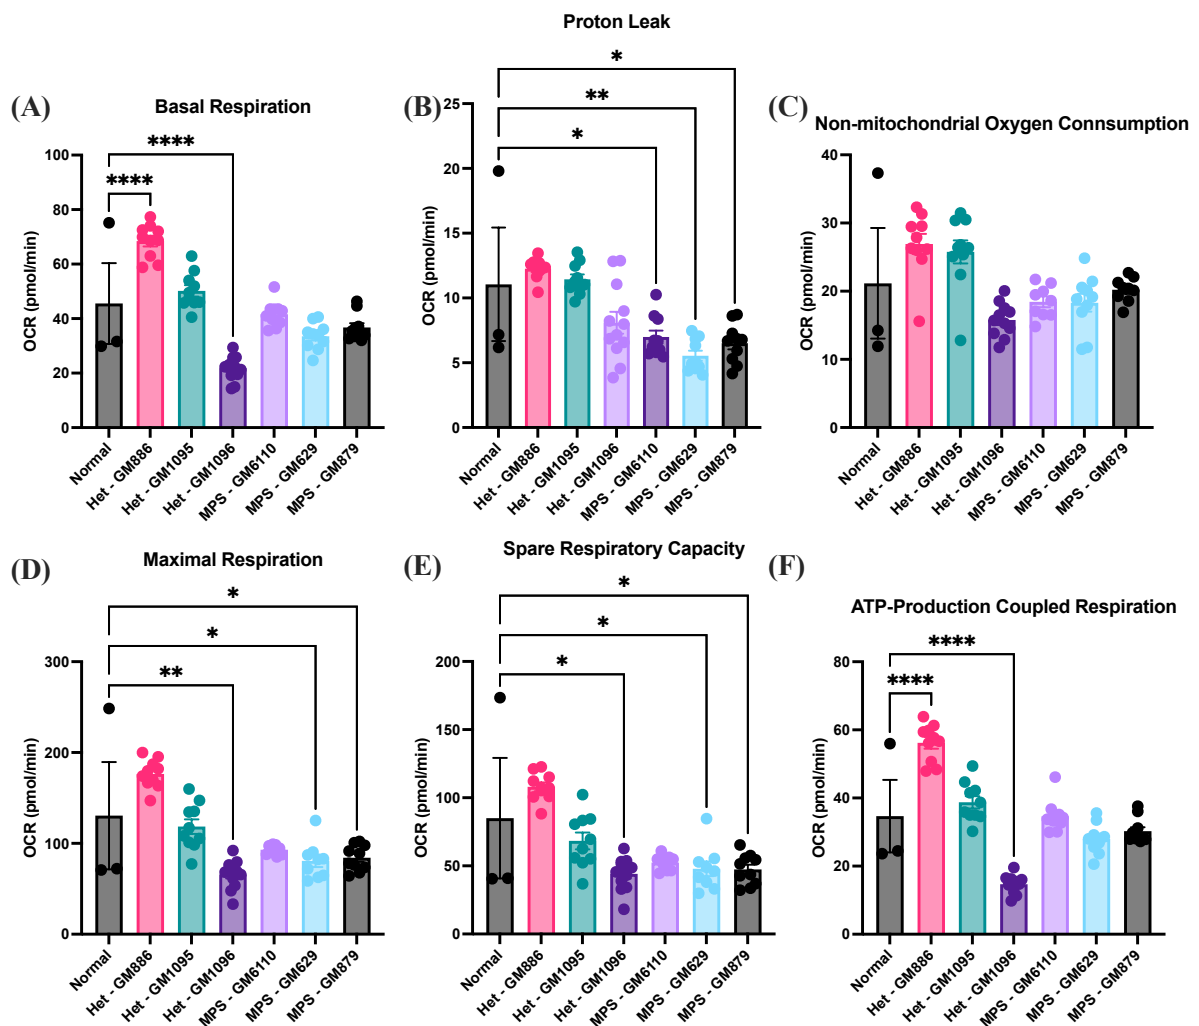 (A)
Basal Respiration
OCR (pmol/min)
100
80
60
40
20
0
****
****
Normal
Het - GM886
Het - GM1095
Het - GM1096
MPS - GM6110
MPS - GM629
MPS - GM879
(B)
Proton Leak
OCR (pmol/min)
25
20
15
10
5
0
*
**
*
Normal
Het - GM886
Het - GM1095
Het - GM1096
MPS - GM6110
MPS - GM629
MPS - GM879
(C)
Non-mitochondrial Oxygen Connsumption
OCR (pmol/min)
40
30
20
10
0
Normal
Het - GM886
Het - GM1095
Het - GM1096
MPS - GM6110
MPS - GM629
MPS - GM879
(D)
Maximal Respiration
OCR (pmol/min)
300
200
100
0
*
*
**
Normal
Het - GM886
Het - GM1095
Het - GM1096
MPS - GM6110
MPS - GM629
MPS - GM879
(E)
Spare Respiratory Capacity
OCR (pmol/min)
200
150
100
50
0
*
*
*
Normal
Het - GM886
Het - GM1095
Het - GM1096
MPS - GM6110
MPS - GM629
MPS - GM879
(F)
ATP-Production Coupled Respiration
OCR (pmol/min)
80
60
40
20
0
****
****
Normal
Het - GM886
Het - GM1095
Het - GM1096
MPS - GM6110
MPS - GM629
MPS - GM879